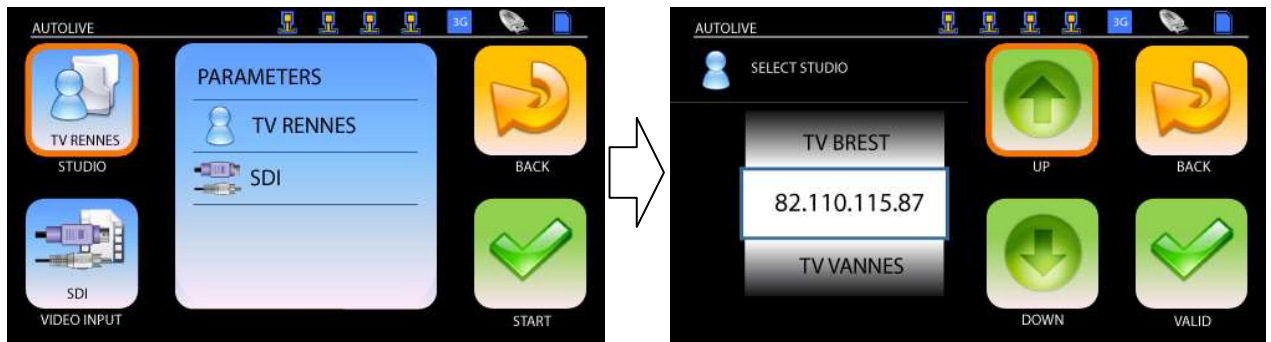 AUTOLIVE
3G
TV RENNES
STUDIO
PARAMETERS
TV RENNES
SDI
BACK
SDI
VIDEO INPUT
START
AUTOLIVE
3G
SELECT STUDIO
TV BREST
82.110.115.87
TV VANNES
UP
BACK
DOWN
VALID